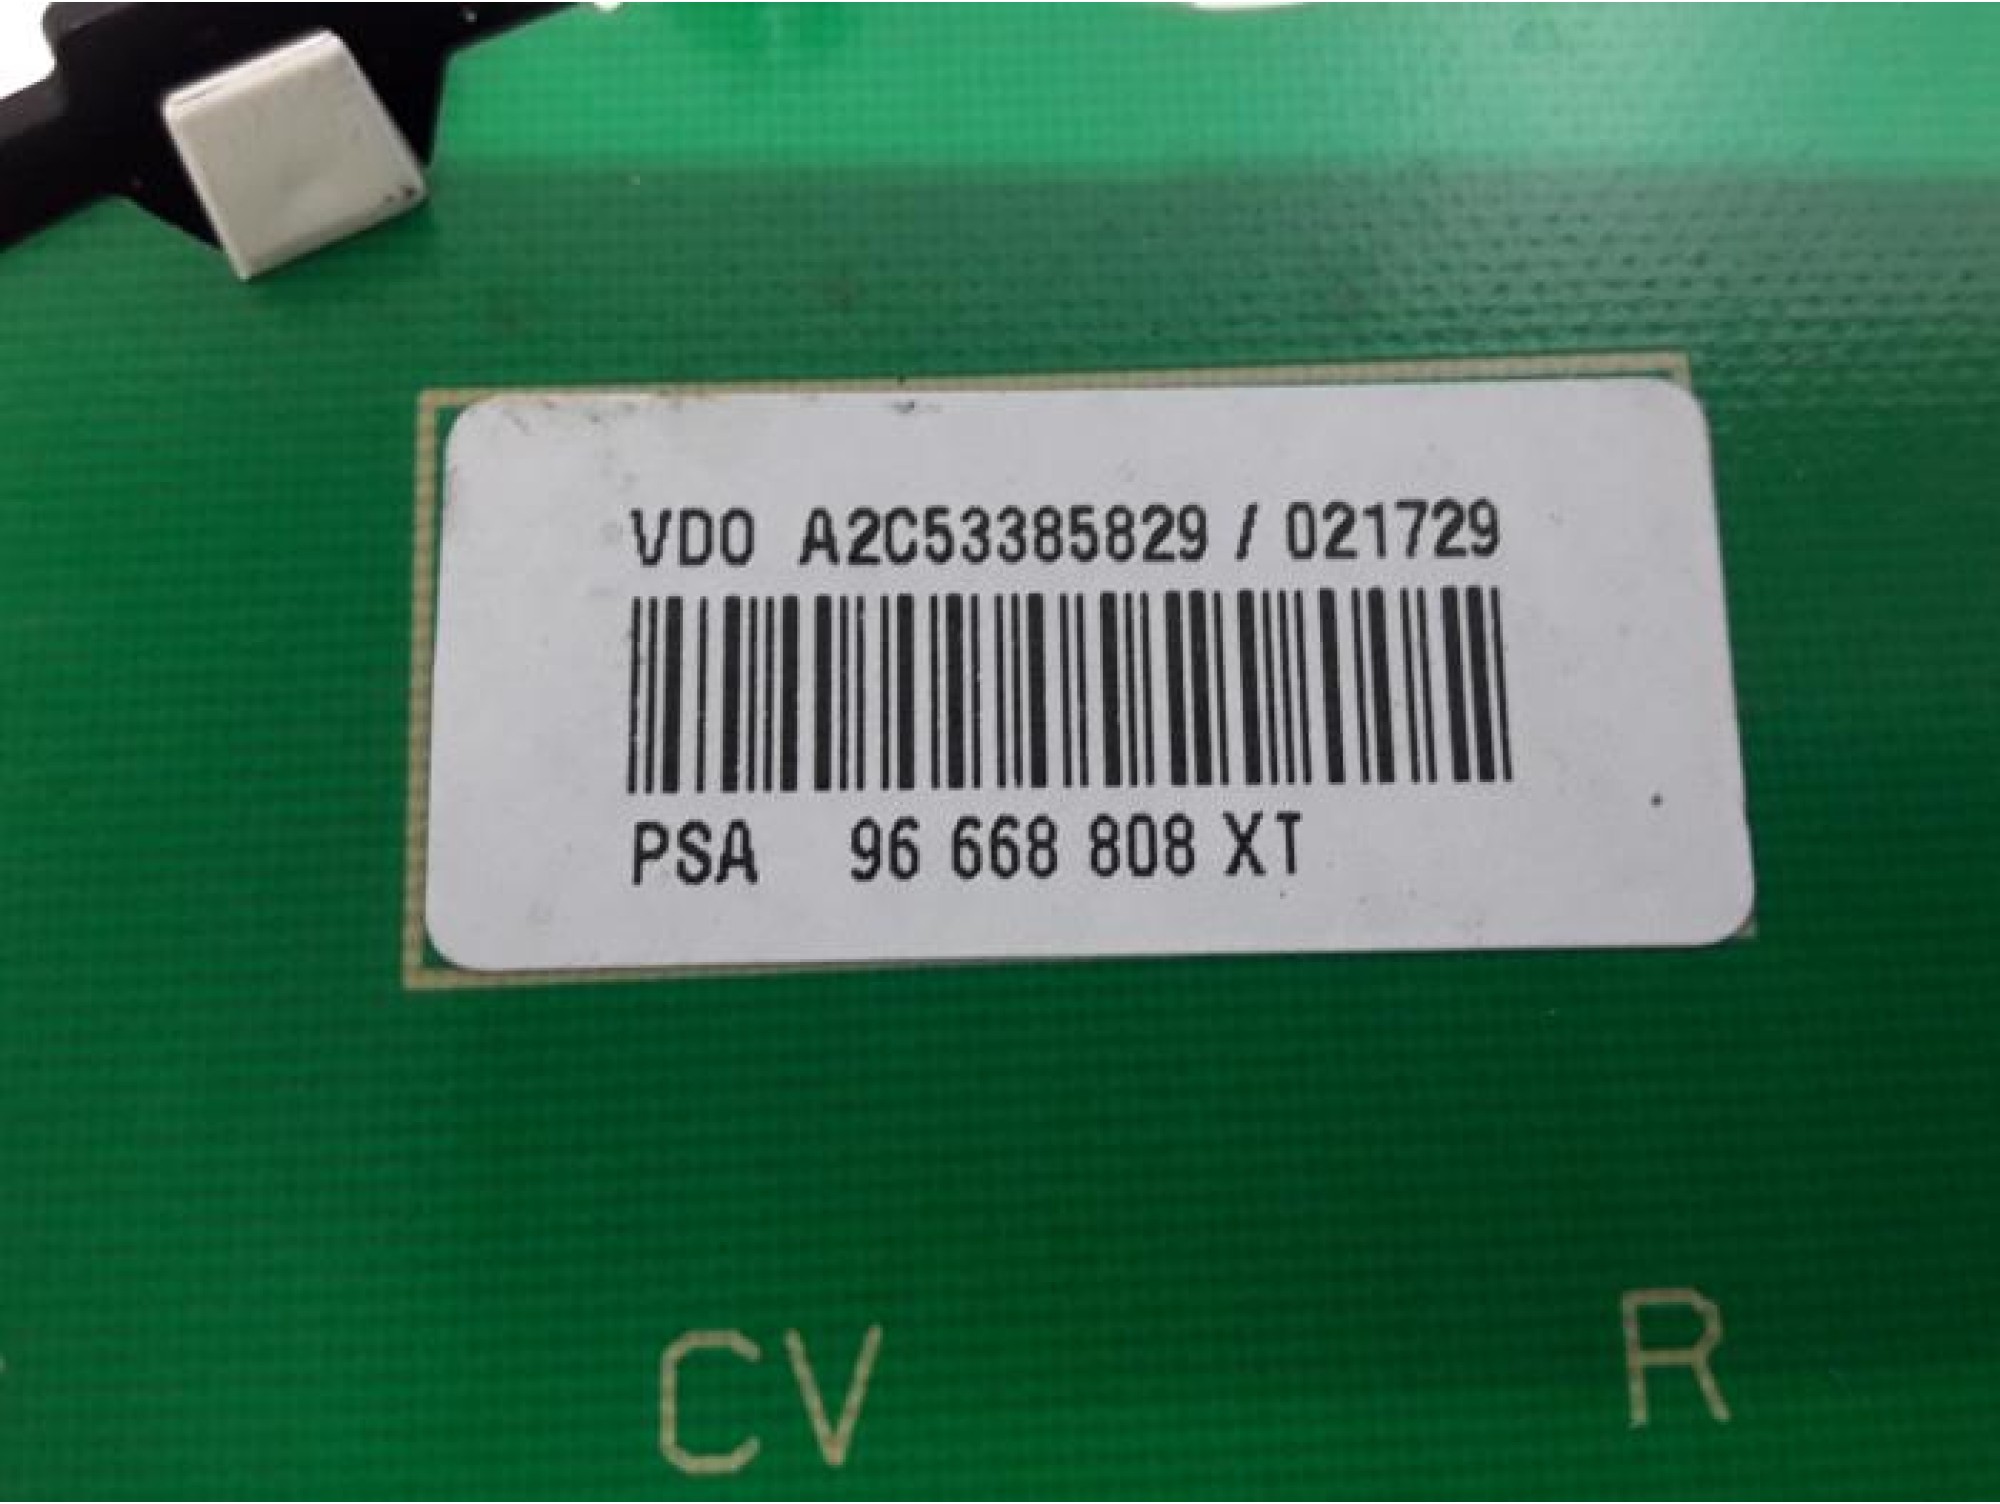 VDO A2C53385829 / 021729
PSA 96 668 808 XT
CV R